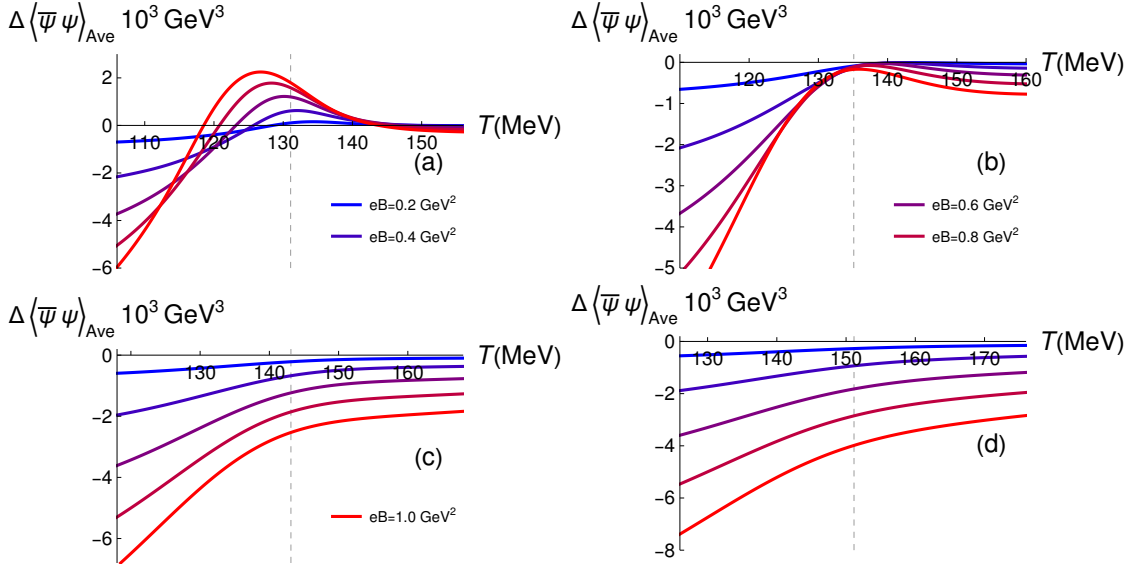 Δ ⟨ψ̄ ψ⟩Ave 10³ GeV³
2
0
-2
-4
-6
110
120
130
140
150
T(MeV)
(a)
eB=0.2 GeV²
eB=0.4 GeV²
Δ ⟨ψ̄ ψ⟩Ave 10³ GeV³
0
-1
-2
-3
-4
-5
120
130
140
150
160
T(MeV)
(b)
eB=0.6 GeV²
eB=0.8 GeV²
Δ ⟨ψ̄ ψ⟩Ave 10³ GeV³
0
-2
-4
-6
130
140
150
160
T(MeV)
(c)
eB=1.0 GeV²
Δ ⟨ψ̄ ψ⟩Ave 10³ GeV³
0
-2
-4
-6
-8
130
140
150
160
170
T(MeV)
(d)